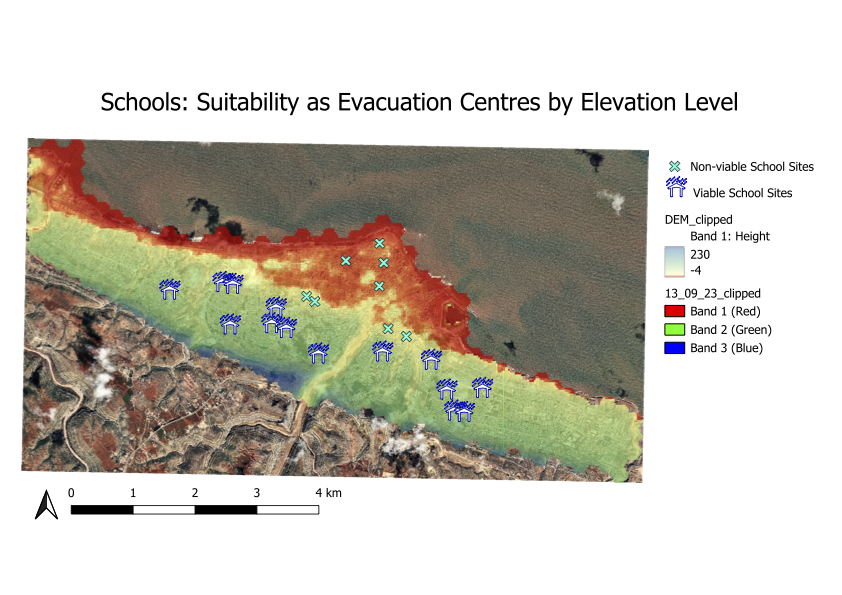 Schools: Suitability as Evacuation Centres by Elevation Level
Non-viable School Sites
Viable School Sites
DEM_clipped
Band 1: Height
230
-4
13_09_23_clipped
Band 1 (Red)
Band 2 (Green)
Band 3 (Blue)
0 1 2 3 4 km